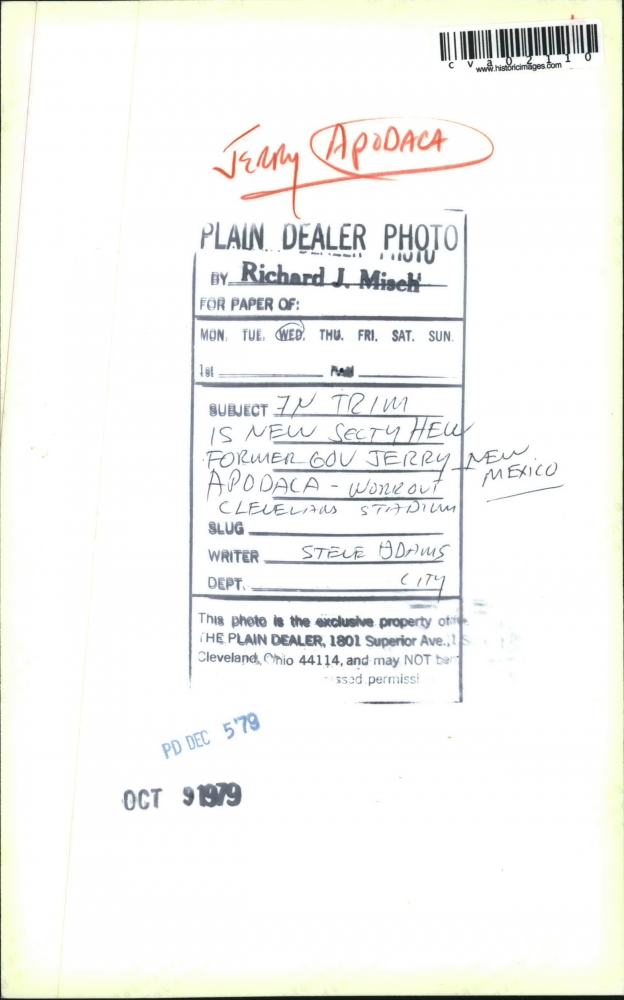 cva02110
www.historicimages.com
JERRY APODACA
PLAIN DEALER PHOTO
BY Richard J. Misch
FOR PAPER OF:
MON. TUE. WED. THU. FRI. SAT. SUN.
1st
SUBJECT IN TRIM
IS NEW SECTY HEW
FORMER GOV JERRY NEW
APODACA - WORKOUT MEXICO
CLEVELAND STADIUM
SLUG
WRITER STEVE ADAMS
DEPT. CITY
This photo is the exclusive property of
THE PLAIN DEALER, 1801 Superior Ave.,
Cleveland, Ohio 44114, and may NOT be
permissi
PD DEC 5 '79
OCT 9 1979